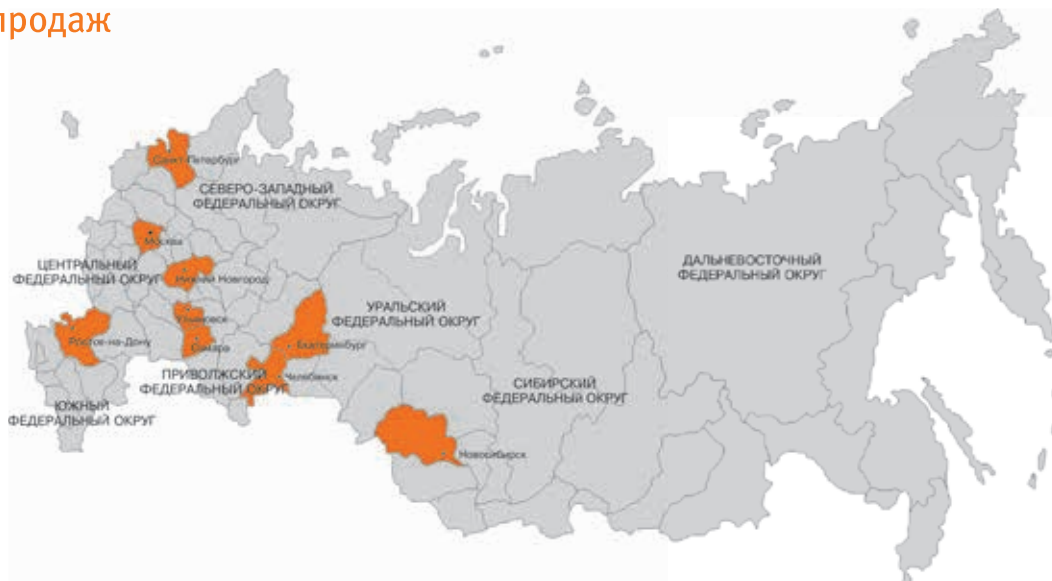 продаж
Санкт-Петербург
СЕВЕРО-ЗАПАДНЫЙ
ФЕДЕРАЛЬНЫЙ ОКРУГ
Москва
ЦЕНТРАЛЬНЫЙ
ФЕДЕРАЛЬНЫЙ ОКРУГ
Нижний Новгород
ДАЛЬНЕВОСТОЧНЫЙ
ФЕДЕРАЛЬНЫЙ ОКРУГ
УРАЛЬСКИЙ
ФЕДЕРАЛЬНЫЙ ОКРУГ
Ульяновск
Ростов-на-Дону
Самара
Екатеринбург
ПРИВОЛЖСКИЙ
ФЕДЕРАЛЬНЫЙ ОКРУГ
Челябинск
СИБИРСКИЙ
ФЕДЕРАЛЬНЫЙ ОКРУГ
ЮЖНЫЙ
ФЕДЕРАЛЬНЫЙ ОКРУГ
Новосибирск